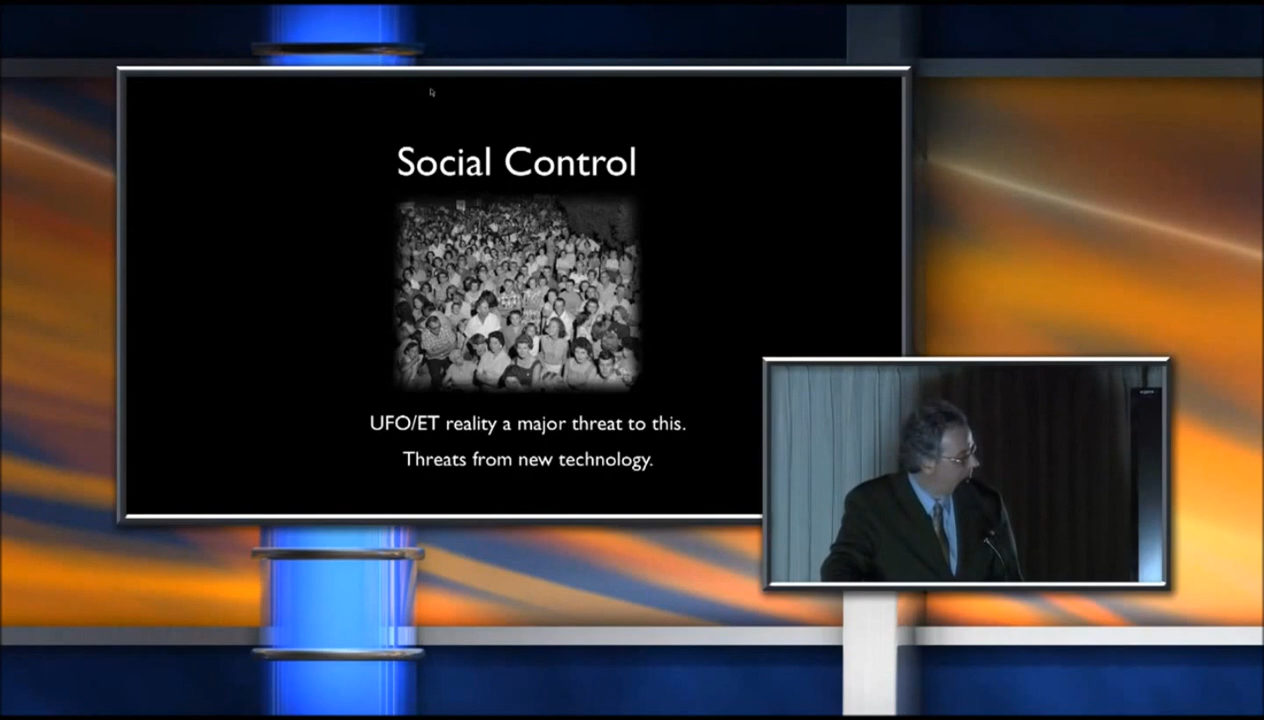 Social Control
UFO/ET reality a major threat to this.
Threats from new technology.